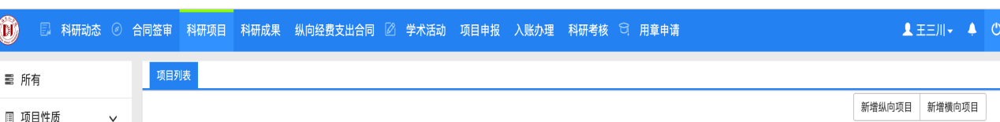 科研动态 合同签审 科研项目 科研成果 纵向经费支出合同 学术活动 项目申报 入账办理 科研考核 用章申请 王三川
所有 项目列表
新增纵向项目 新增横向项目
项目性质